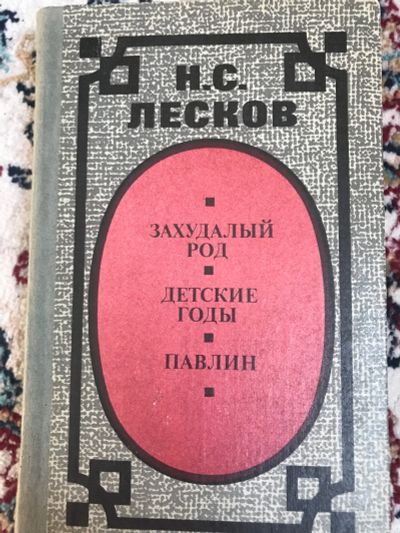 Н.С.
ЛЕСКОВ
ЗАХУДАЛЫЙ
РОД
ДЕТСКИЕ
ГОДЫ
ПАВЛИН